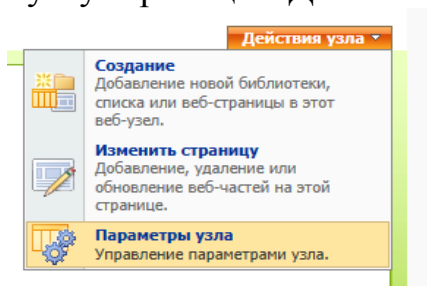 Действия узла
Создание
Добавление новой библиотеки,
списка или веб-страницы в этот
веб-узел.
Изменить страницу
Добавление, удаление или
обновление веб-частей на этой
странице.
Параметры узла
Управление параметрами узла.